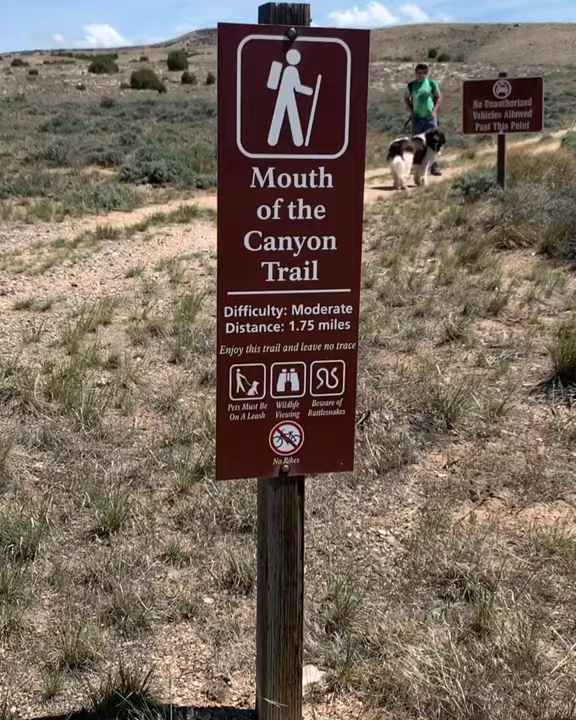 Mouth
of the
Canyon
Trail
Difficulty: Moderate
Distance: 1.75 miles
Enjoy this trail and leave no trace
Pets Must Be
On A Leash
Wildlife
Viewing
Beware of
Rattlesnakes
No Bikes
No Unauthorized
Vehicles Allowed
Past This Point